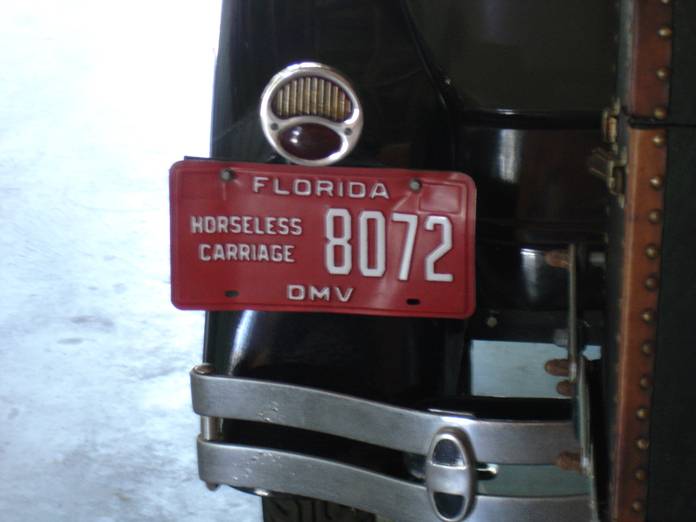 FLORIDA
HORSELESS
CARRIAGE
8072
DMV